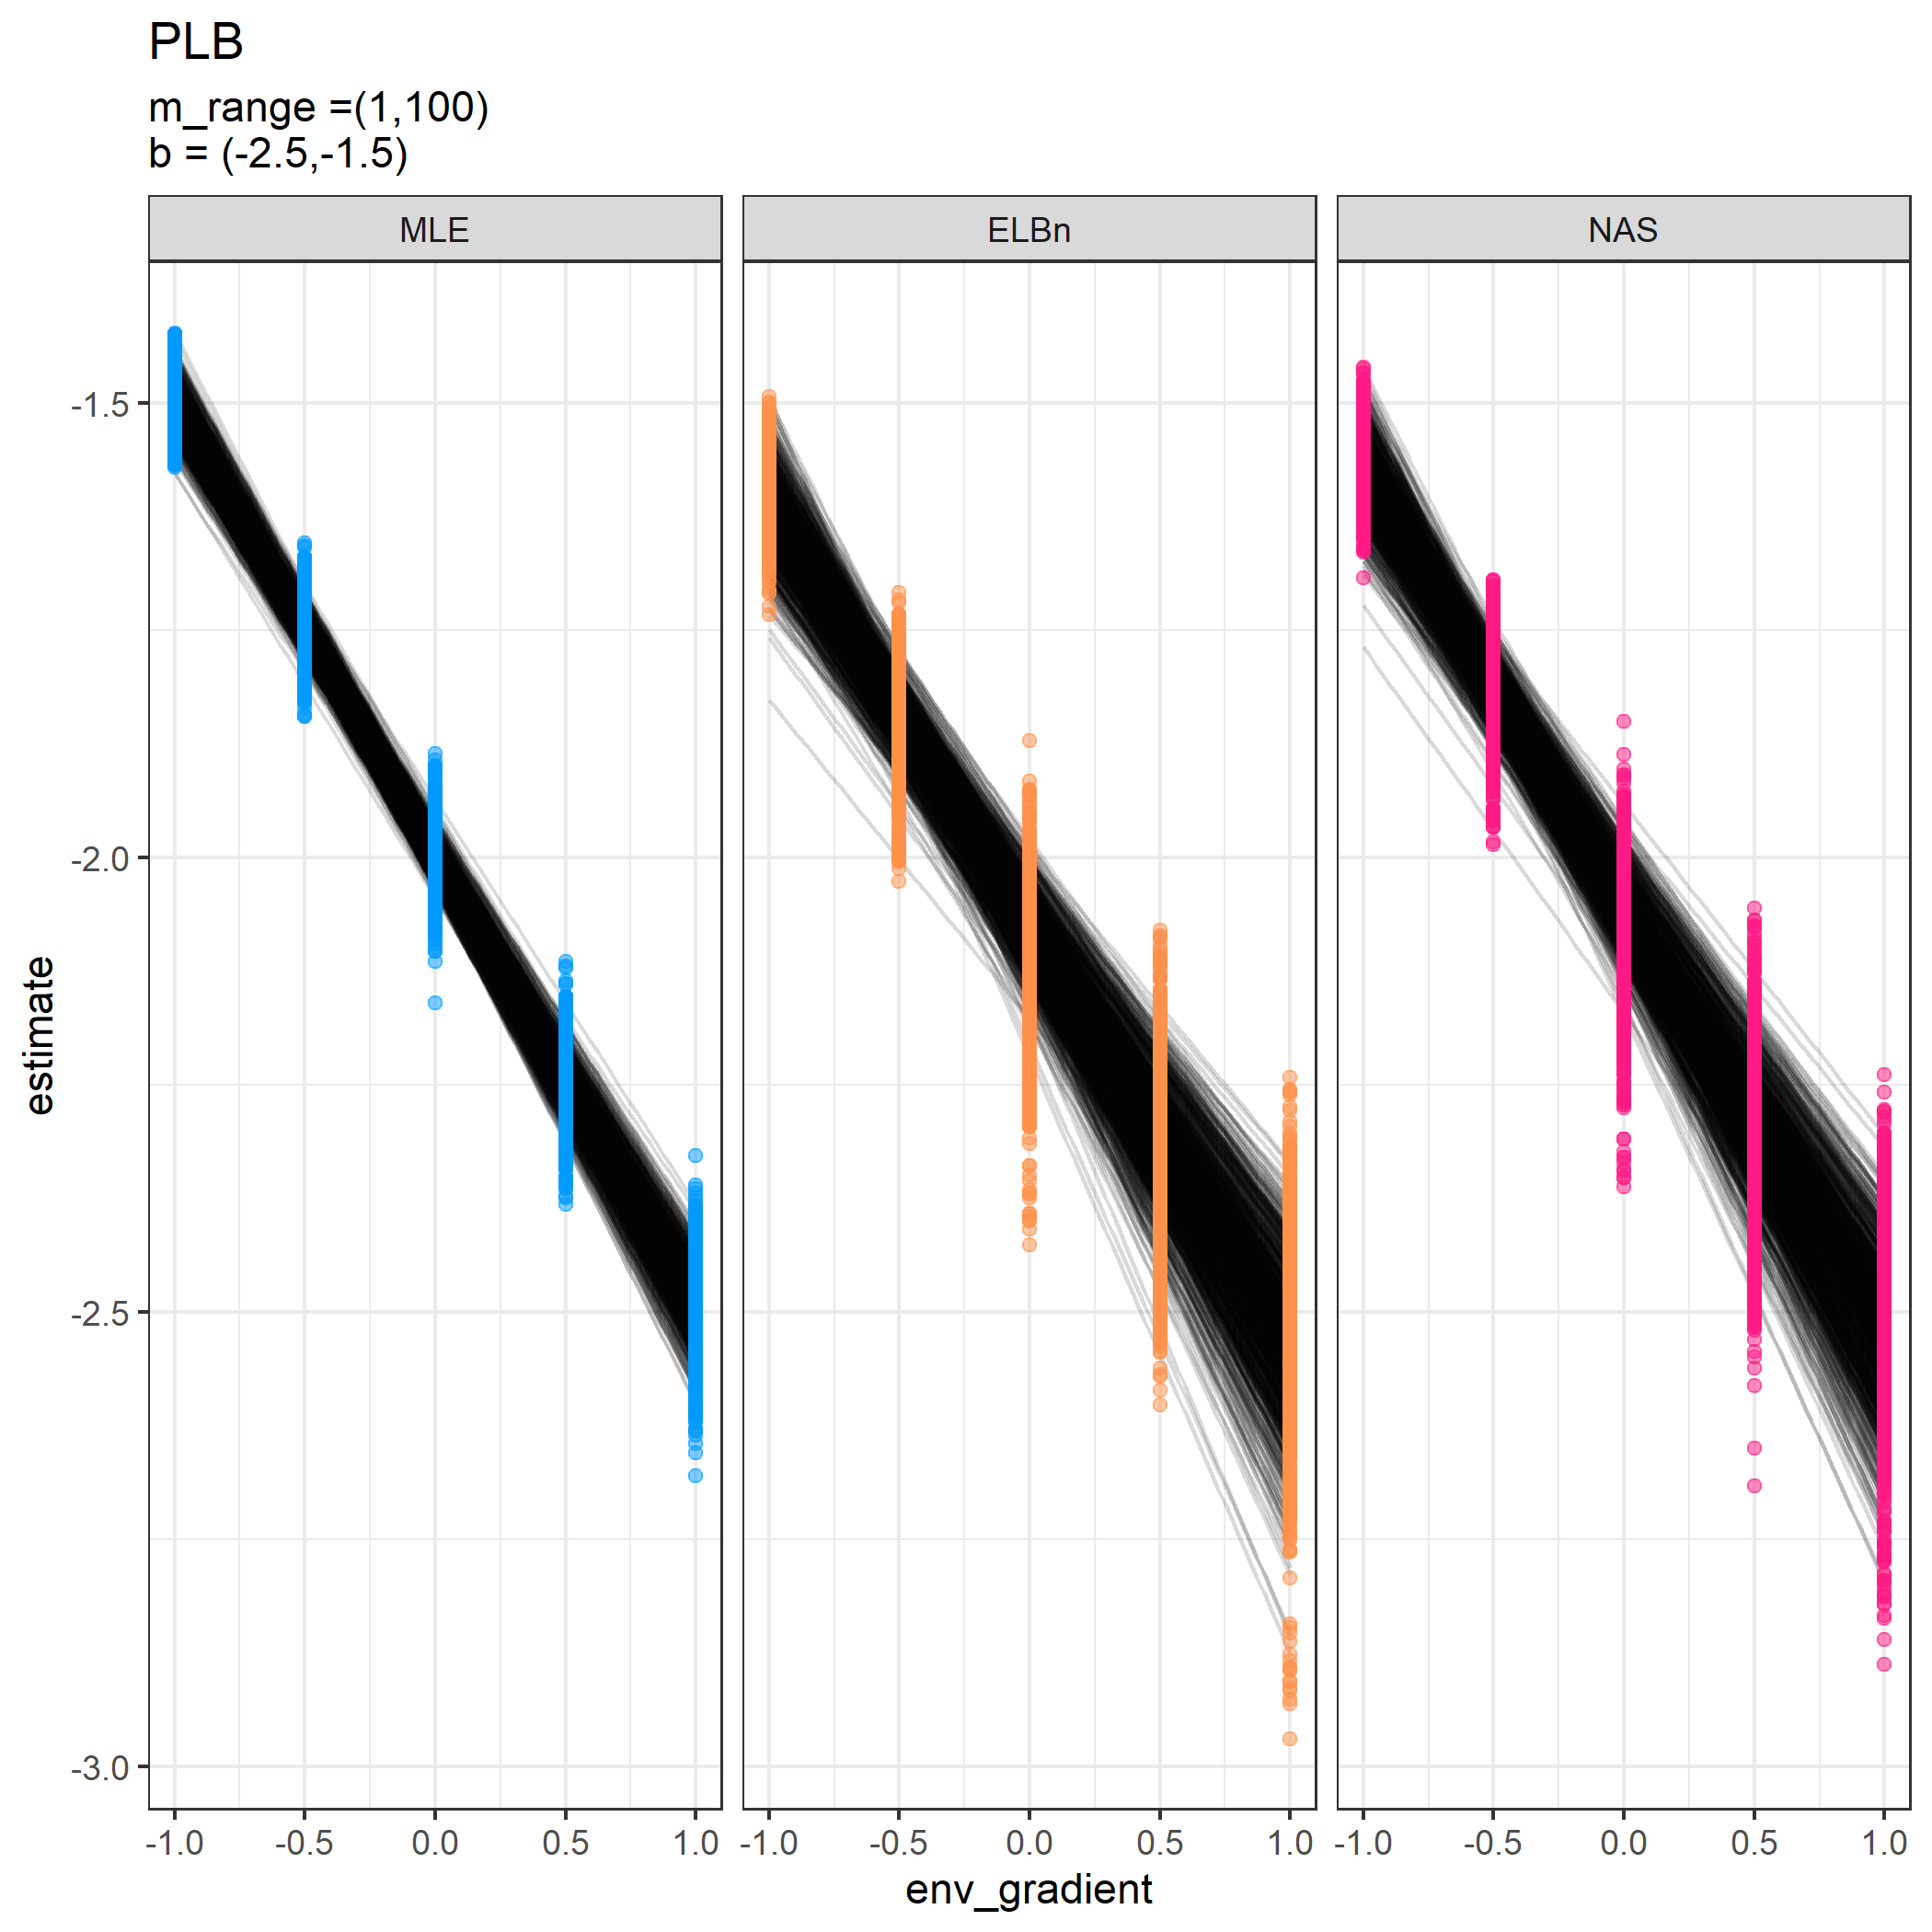 PLB
m_range =(1,100)
b = (-2.5,-1.5)
MLE ELBn NAS
-1.5
-2.0
-2.5
-3.0
estimate
-1.0 -0.5 0.0 0.5 1.0 -1.0 -0.5 0.0 0.5 1.0 -1.0 -0.5 0.0 0.5 1.0
env_gradient